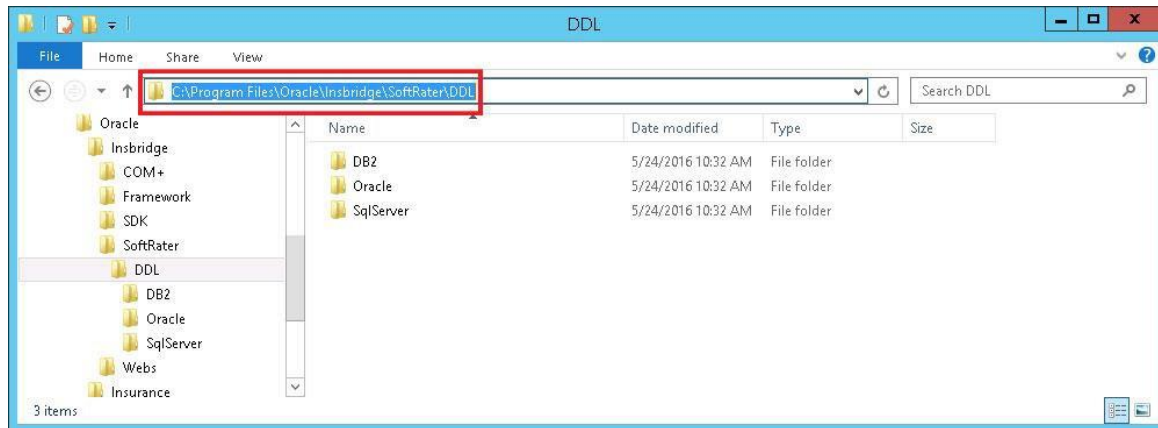 DDL
File Home Share View
C:\Program Files\Oracle\Insbridge\SoftRater\DDL
Search DDL
Oracle
Insbridge
COM+
Framework
SDK
SoftRater
DDL
DB2
Oracle
SqlServer
Webs
Insurance
Name Date modified Type Size
DB2 5/24/2016 10:32 AM File folder
Oracle 5/24/2016 10:32 AM File folder
SqlServer 5/24/2016 10:32 AM File folder
3 items